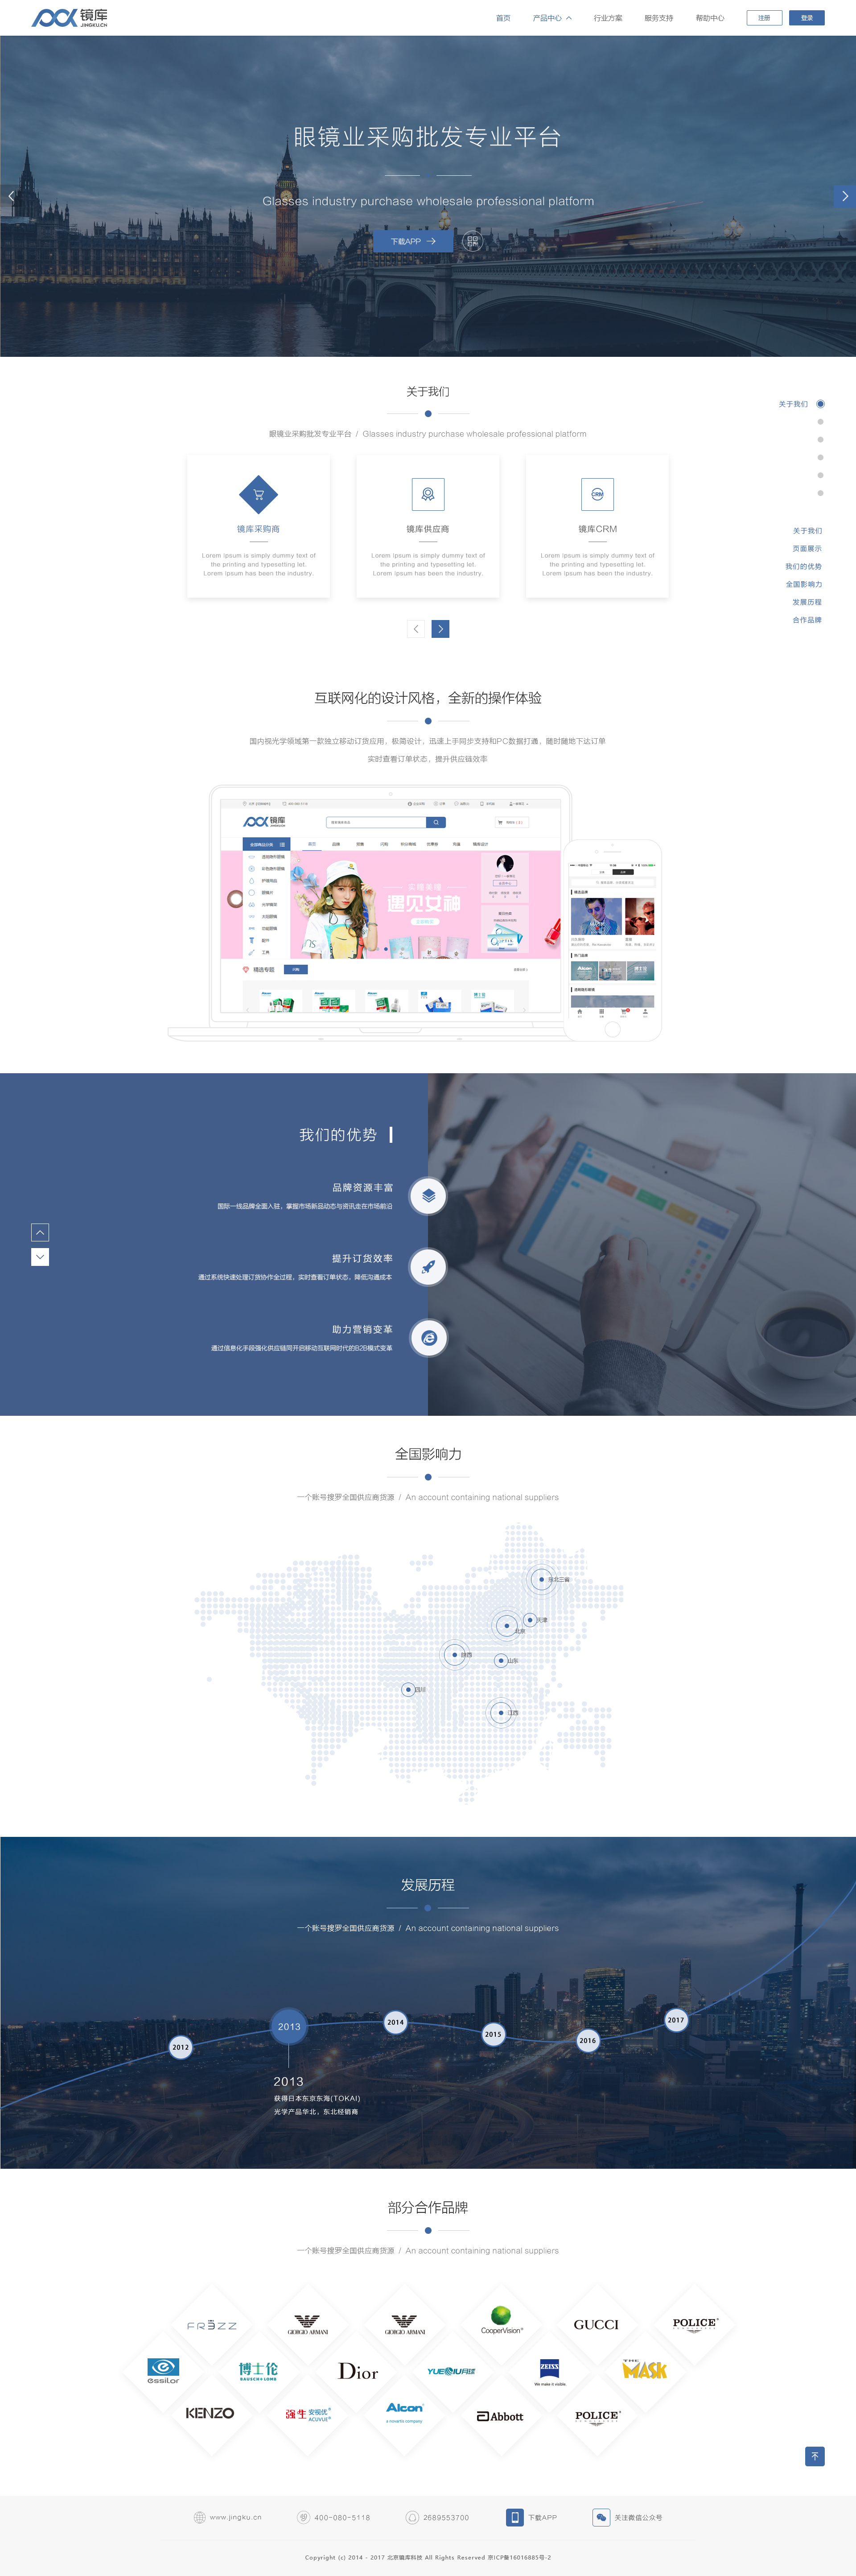 镜库
JINGKU.CN
首页 产品中心 行业方案 服务支持 帮助中心 注册 登录
眼镜业采购批发专业平台
Glasses industry purchase wholesale professional platform
下载APP
关于我们
眼镜业采购批发专业平台 / Glasses industry purchase wholesale professional platform
关于我们
镜库采购商
Lorem Ipsum is simply dummy text of
the printing and typesetting let.
Lorem Ipsum has been the industry.
镜库供应商
Lorem Ipsum is simply dummy text of
the printing and typesetting let.
Lorem Ipsum has been the industry.
CRM
镜库CRM
Lorem Ipsum is simply dummy text of
the printing and typesetting let.
Lorem Ipsum has been the industry.
关于我们
页面展示
我们的优势
全国影响力
发展历程
合作品牌
互联网化的设计风格，全新的操作体验
国内视光学领域第一款独立移动订货应用，极简设计，迅速上手同步支持和PC数据打通，随时随地下达订单
实时查看订单状态，提升供应链效率
镜库
JINGKU.CN
遇见女神
精选专题
我们的优势
品牌资源丰富
国际一线品牌全面入驻，掌握市场新品动态与资讯走在市场前沿
提升订货效率
通过系统快速处理订货协作全过程，实时查看订单状态，降低沟通成本
助力营销变革
通过信息化手段强化供应链同开启移动互联网时代的B2B模式变革
全国影响力
一个账号搜罗全国供应商货源 / An account containing national suppliers
东北三省
天津
北京
陕西
山东
四川
江西
发展历程
一个账号搜罗全国供应商货源 / An account containing national suppliers
2012
2013
2014
2015
2016
2017
2013
获得日本东京东海(TOKAI)
光学产品华北，东北经销商
部分合作品牌
一个账号搜罗全国供应商货源 / An account containing national suppliers
GIORGIO ARMANI
GIORGIO ARMANI
CooperVision
GUCCI
POLICE
essilor
博士伦
BAUSCH+LOMB
Dior
ZEISS
We make it visible
THE MASK
KENZO
强生 安视优
ACUVUE
Alcon
a novartis company
Abbott
POLICE
www.jingku.cn
400-080-5118
2689553700
下载APP
关注微信公众号
Copyright (c) 2014 - 2017 北京镜库科技 All Rights Reserved 京ICP备16016885号-2